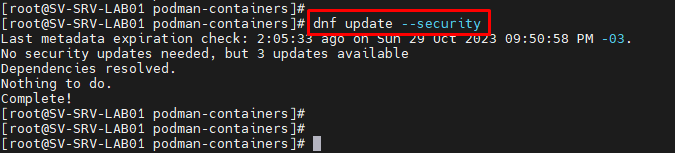 [root@SV-SRV-LAB01 podman-containers]#
[root@SV-SRV-LAB01 podman-containers]# dnf update --security
Last metadata expiration check: 2:05:33 ago on Sun 29 Oct 2023 09:50:58 PM -03.
No security updates needed, but 3 updates available
Dependencies resolved.
Nothing to do.
Complete!
[root@SV-SRV-LAB01 podman-containers]#
[root@SV-SRV-LAB01 podman-containers]#
[root@SV-SRV-LAB01 podman-containers]#